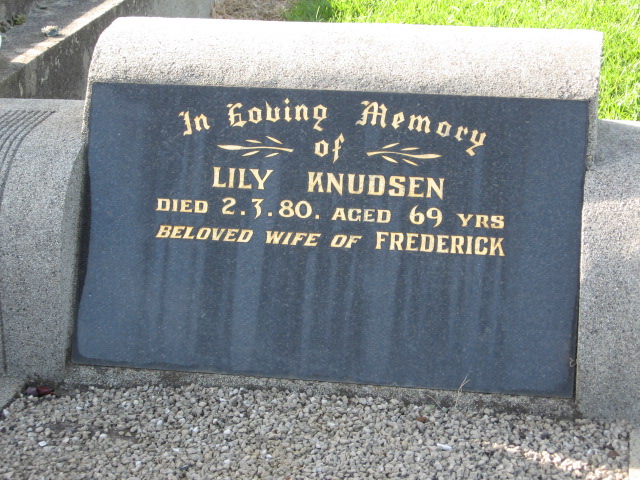 In Loving Memory
of
LILY KNUDSEN
DIED 2.3.80. AGED 69 YRS
BELOVED WIFE OF FREDERICK